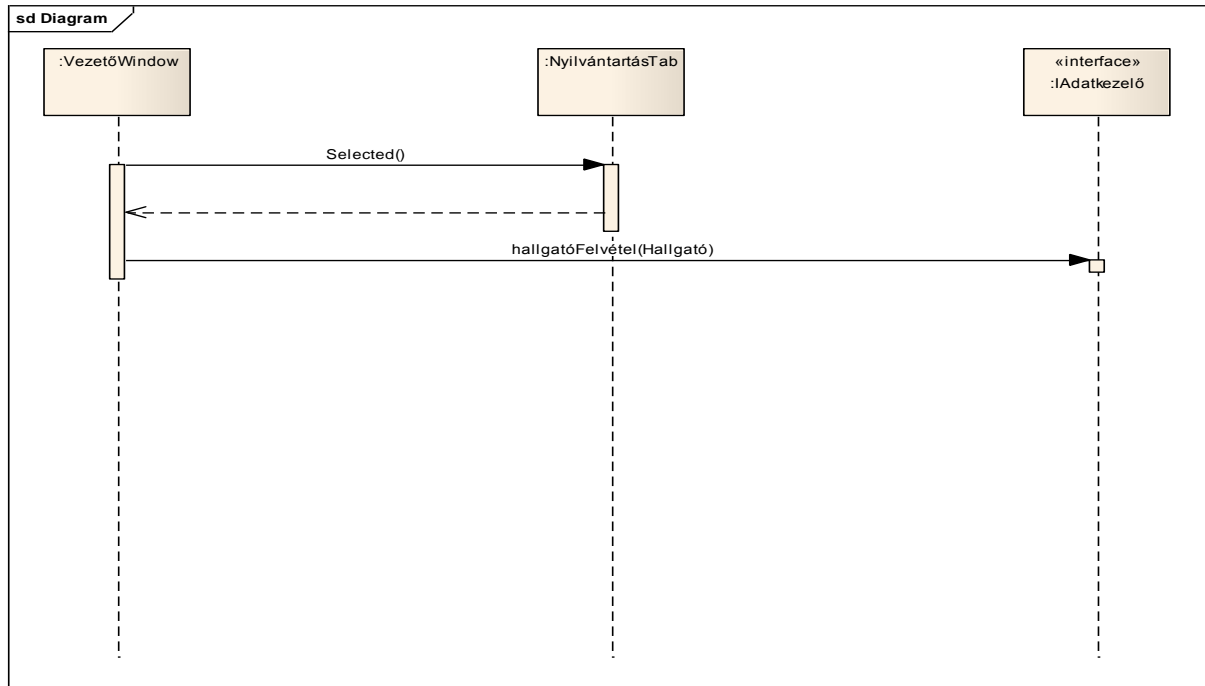 sd Diagram
:VezetőWindow
:NyilvántartásTab
«interface»
:IAdatkezelő
Selected()
hallgatóFelvétel(Hallgató)